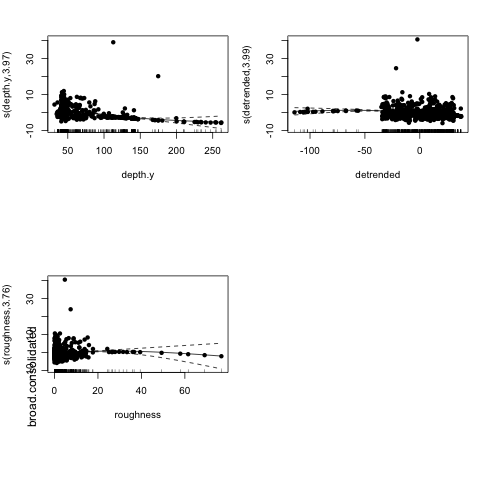 s(depth.y,3.97)
-10
10
30
50
100
150
200
250
depth.y
s(detrended,3.99)
-10
10
30
-100
-50
0
detrended
s(roughness,3.76)
broad.consolidated
30
0
20
40
60
roughness